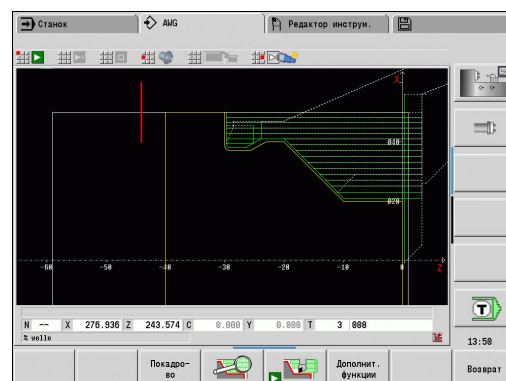 Станок
AWG
Редактор инструм.
X
ø40
ø20
-60 -50 -40 -30 -20 -10 0 Z
N -- X 276.936 Z 243.574 C 0.000 Y 0.000 T 3 008
% welle
T
13:50
Покадро-
во
Дополнит.
функции
Возврат